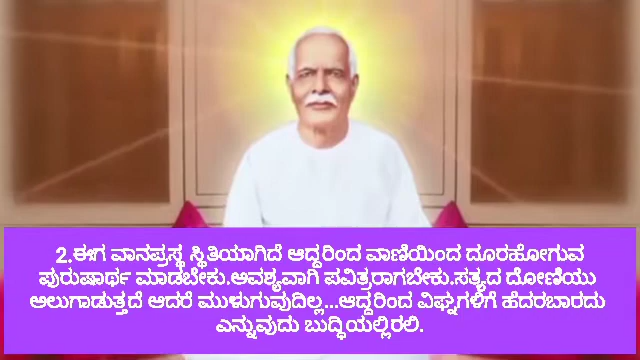 2.ಈಗ ವಾನಪ್ರಸ್ಥ ಸ್ಥಿತಿಯಾಗಿದೆ ಆದ್ದರಿಂದ ವಾಣಿಯಿಂದ ದೂರಹೋಗುವ
ಪುರುಷಾರ್ಥ ಮಾಡಬೇಕು.ಅವಶ್ಯವಾಗಿ ಪವಿತ್ರರಾಗಬೇಕು.ಸತ್ಯದ ದೋಣಿಯು
ಅಲುಗಾಡುತ್ತದೆ ಆದರೆ ಮುಳುಗುವುದಿಲ್ಲ...ಆದ್ದರಿಂದ ವಿಘ್ನಗಳಿಗೆ ಹೆದರಬಾರದು
ಎನ್ನುವುದು ಬುದ್ಧಿಯಲ್ಲಿರಲಿ.